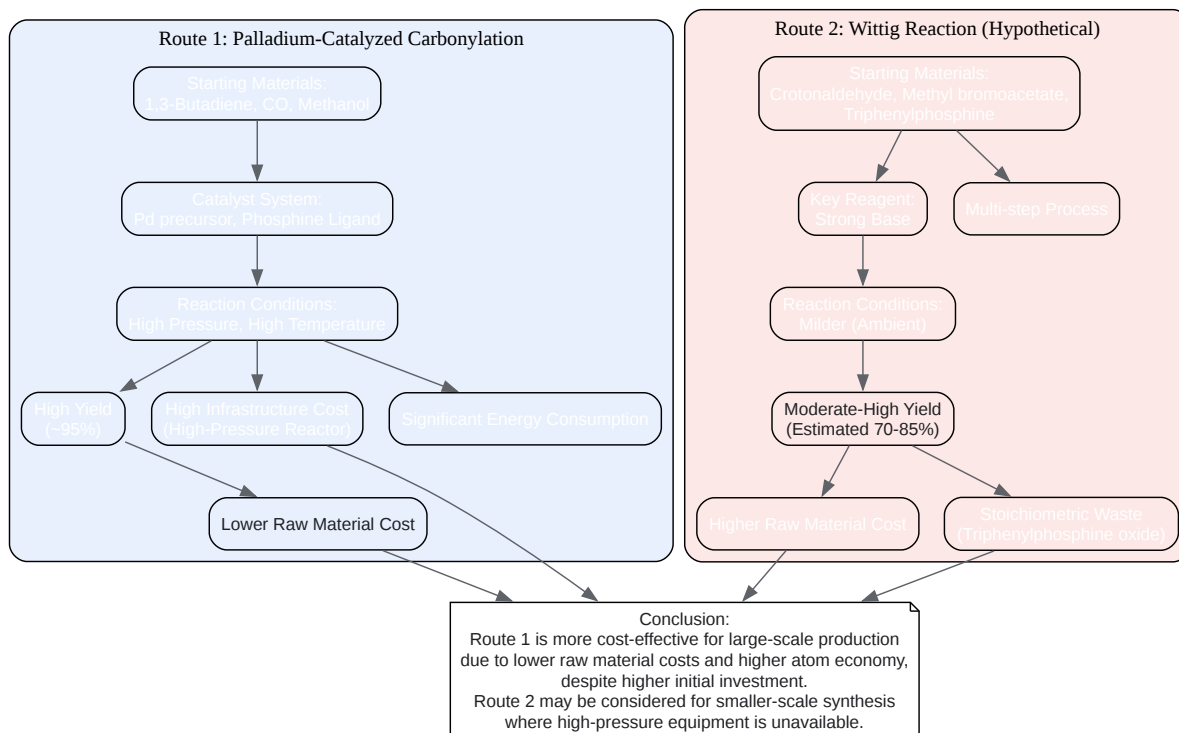 Route 1: Palladium-Catalyzed Carbonylation
Starting Materials:
1,3-Butadiene, CO, Methanol
Catalyst System:
Pd precursor, Phosphine Ligand
Reaction Conditions:
High Pressure, High Temperature
High Yield
(~95%)
High Infrastructure Cost
(High-Pressure Reactor)
Significant Energy Consumption
Lower Raw Material Cost
Route 2: Wittig Reaction (Hypothetical)
Starting Materials:
Crotonaldehyde, Methyl bromoacetate,
Triphenylphosphine
Key Reagent:
Strong Base
Multi-step Process
Reaction Conditions:
Milder (Ambient)
Moderate-High Yield
(Estimated 70-85%)
Higher Raw Material Cost
Stoichiometric Waste
(Triphenylphosphine oxide)
Conclusion:
Route 1 is more cost-effective for large-scale production
due to lower raw material costs and higher atom economy,
despite higher initial investment.
Route 2 may be considered for smaller-scale synthesis
where high-pressure equipment is unavailable.